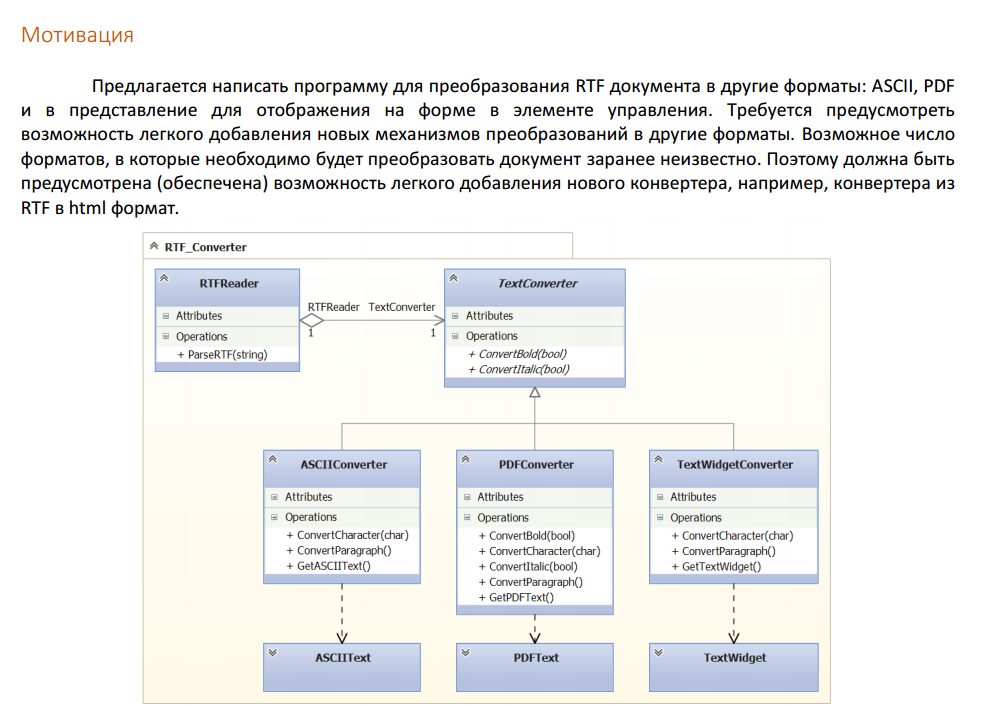 Мотивация
Предлагается написать программу для преобразования RTF документа в другие форматы: ASCII, PDF
и в представление для отображения на форме в элементе управления. Требуется предусмотреть
возможность легкого добавления новых механизмов преобразований в другие форматы. Возможное число
форматов, в которые необходимо будет преобразовать документ заранее неизвестно. Поэтому должна быть
предусмотрена (обеспечена) возможность легкого добавления нового конвертера, например, конвертера из
RTF в html формат.
RTF_Converter
RTFReader
Attributes
Operations
+ ParseRTF(string)
RTFReader TextConverter
1 1
TextConverter
Attributes
Operations
+ ConvertBold(bool)
+ ConvertItalic(bool)
ASCIIConverter
Attributes
Operations
+ ConvertCharacter(char)
+ ConvertParagraph()
+ GetASCIIText()
PDFConverter
Attributes
Operations
+ ConvertBold(bool)
+ ConvertCharacter(char)
+ ConvertItalic(bool)
+ ConvertParagraph()
+ GetPDFText()
TextWidgetConverter
Attributes
Operations
+ ConvertCharacter(char)
+ ConvertParagraph()
+ GetTextWidget()
ASCIIText
PDFText
TextWidget